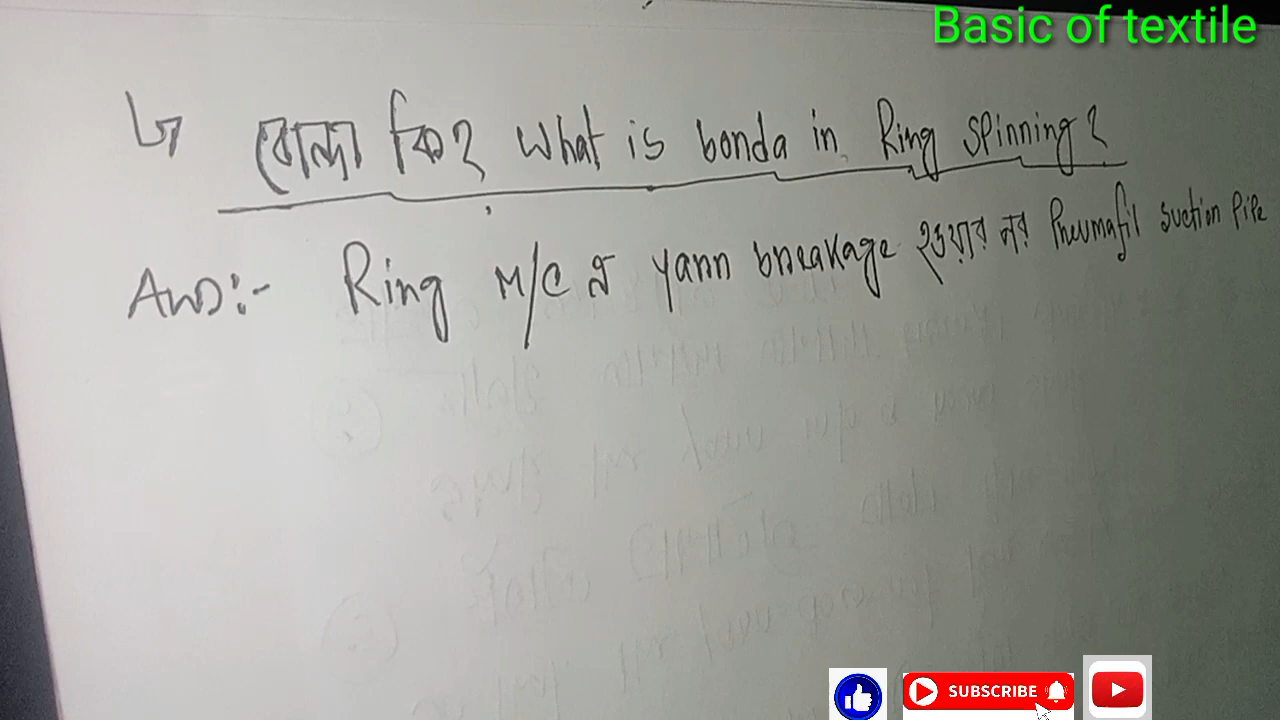 Basic of textile
↳ বোন্দা কি? What is bonda in Ring spinning?
Ans:- Ring M/C এ yarn breakage হওয়ার পর Pneumafil suction Pipe
SUBSCRIBE